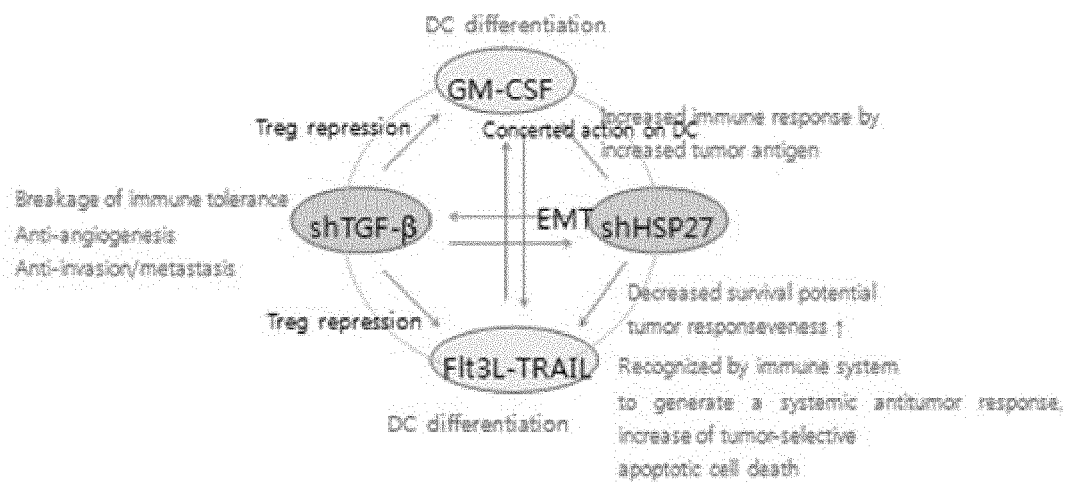 DC differentiation
GM-CSF
Treg repression
Concerted action on DC
Increased immune response by
increased tumor antigen
Breakage of immune tolerance
Anti-angiogenesis
Anti-invasion/metastasis
shTGF-β
EMT
shHSP27
Treg repression
Decreased survival potential
tumor responseveness ↑
Flt3L-TRAIL
DC differentiation
Recognized by immune system
to generate a systemic antitumor response.
increase of tumor-selective
apoptotic cell death